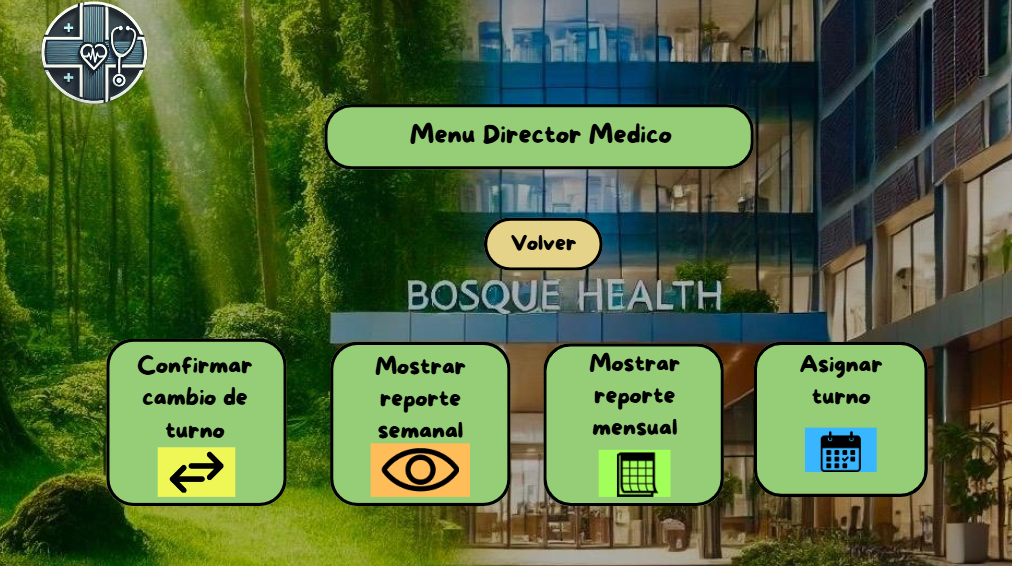 Menu Director Medico
Volver
BOSQUE HEALTH
Confirmar
cambio de
turno
Mostrar
reporte
semanal
Mostrar
reporte
mensual
Asignar
turno